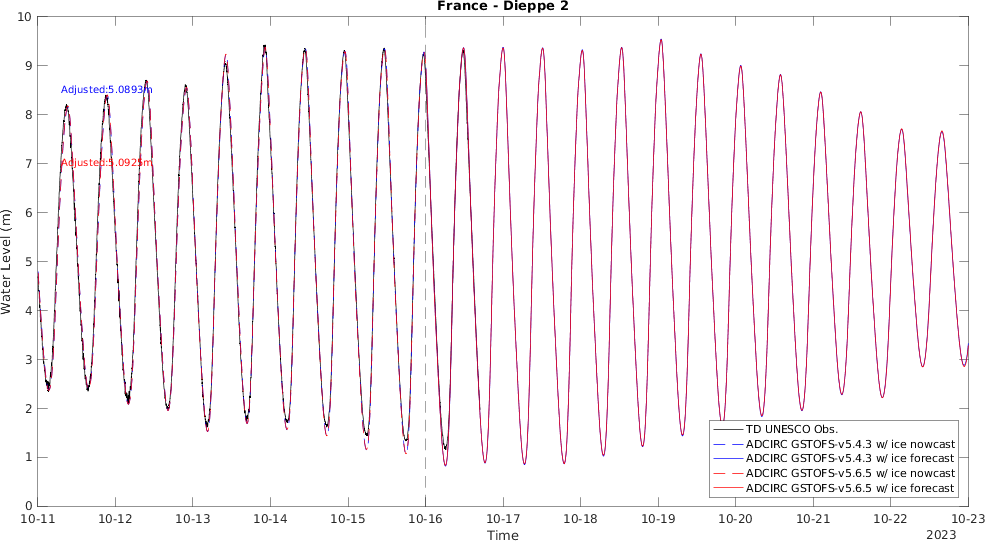 France - Dieppe 2
10
9
8
7
6
5
4
3
2
1
0
Water Level (m)
Adjusted:5.0893m
Adjusted:5.0925m
TD UNESCO Obs.
ADCIRC GSTOFS-v5.4.3 w/ ice nowcast
ADCIRC GSTOFS-v5.4.3 w/ ice forecast
ADCIRC GSTOFS-v5.6.5 w/ ice nowcast
ADCIRC GSTOFS-v5.6.5 w/ ice forecast
10-11 10-12 10-13 10-14 10-15 10-16 10-17 10-18 10-19 10-20 10-21 10-22 10-23
Time
2023